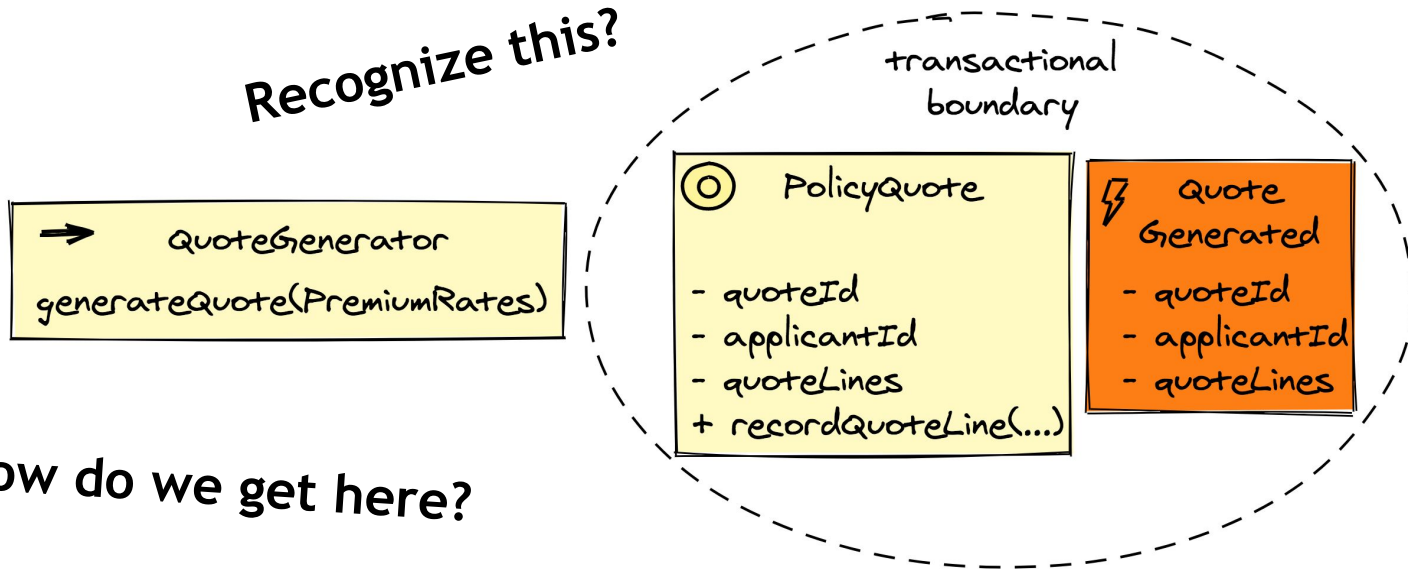 Recognize this?
transactional
boundary
QuoteGenerator
generateQuote(PremiumRates)
PolicyQuote
- quoteId
- applicantId
- quoteLines
+ recordQuoteLine(...)
Quote
Generated
- quoteId
- applicantId
- quoteLines
ow do we get here?